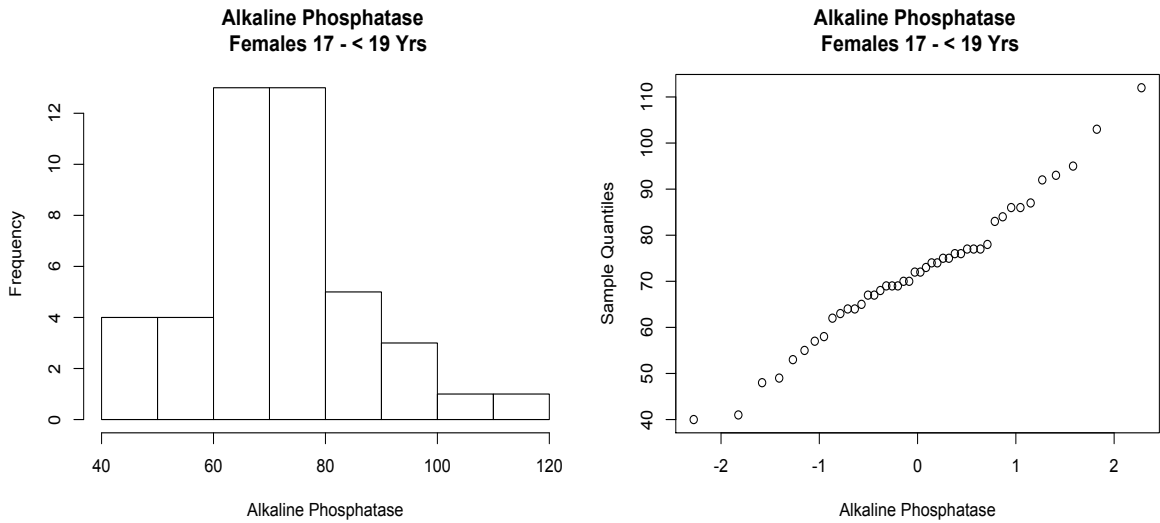 Alkaline Phosphatase
Females 17 - < 19 Yrs
Frequency
12
10
8
6
4
2
0
40 60 80 100 120
Alkaline Phosphatase
Alkaline Phosphatase
Females 17 - < 19 Yrs
Sample Quantiles
110
100
90
80
70
60
50
40
-2 -1 0 1 2
Alkaline Phosphatase